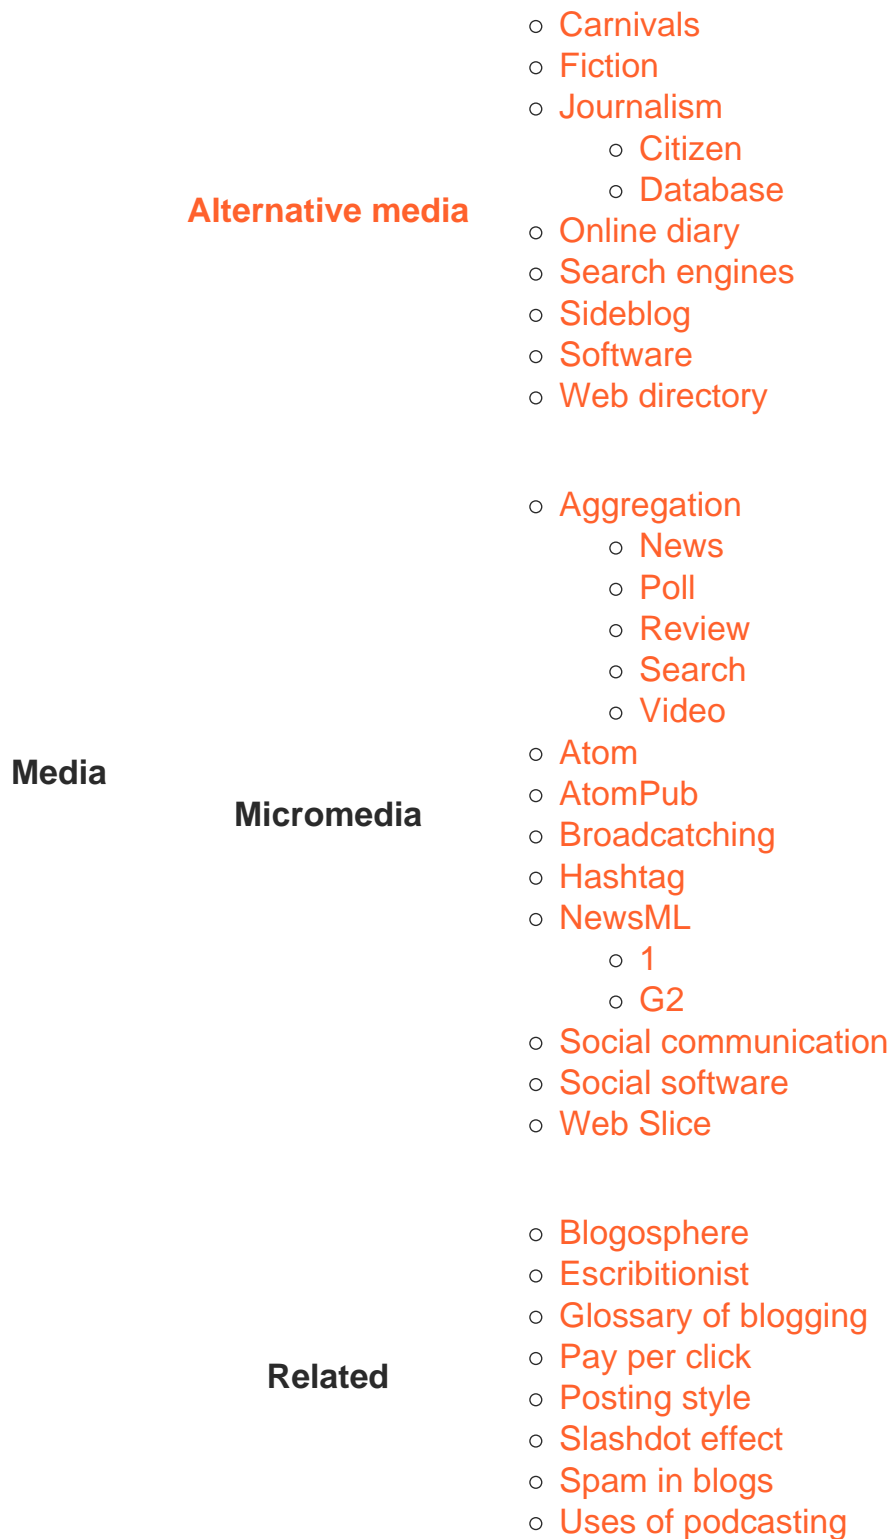 Media
Alternative media
Carnivals
Fiction
Journalism
Citizen
Database
Online diary
Search engines
Sideblog
Software
Web directory
Micromedia
Aggregation
News
Poll
Review
Search
Video
Atom
AtomPub
Broadcatching
Hashtag
NewsML
1
G2
Social communication
Social software
Web Slice
Related
Blogosphere
Escribitionist
Glossary of blogging
Pay per click
Posting style
Slashdot effect
Spam in blogs
Uses of podcasting